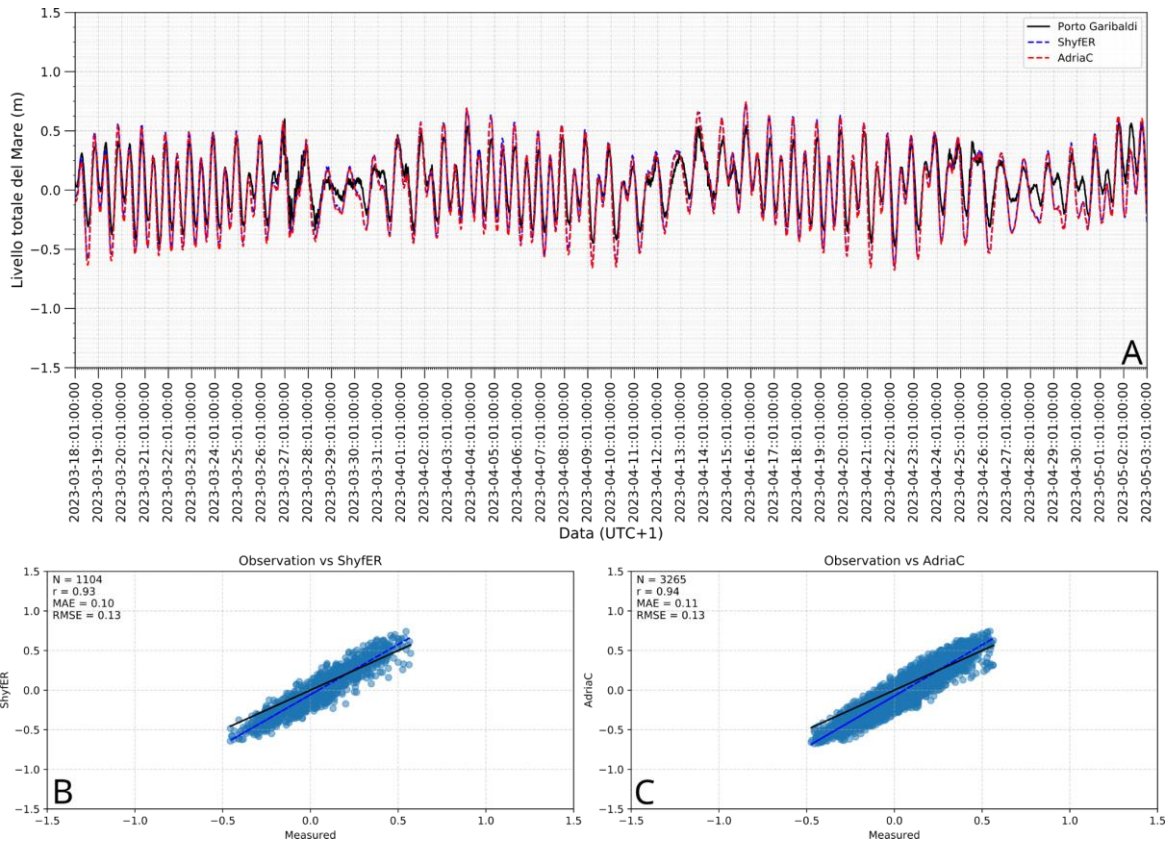 1.5
1.0
0.5
0.0
−0.5
−1.0
−1.5
Livello totale del Mare (m)
Porto Garibaldi
ShyfER
AdriaC
A
2023-03-18::01:00:00
2023-03-19::01:00:00
2023-03-20::01:00:00
2023-03-21::01:00:00
2023-03-22::01:00:00
2023-03-23::01:00:00
2023-03-24::01:00:00
2023-03-25::01:00:00
2023-03-26::01:00:00
2023-03-27::01:00:00
2023-03-28::01:00:00
2023-03-29::01:00:00
2023-03-30::01:00:00
2023-03-31::01:00:00
2023-04-01::01:00:00
2023-04-02::01:00:00
2023-04-03::01:00:00
2023-04-04::01:00:00
2023-04-05::01:00:00
2023-04-06::01:00:00
2023-04-07::01:00:00
2023-04-08::01:00:00
2023-04-09::01:00:00
2023-04-10::01:00:00
2023-04-11::01:00:00
2023-04-12::01:00:00
2023-04-13::01:00:00
2023-04-14::01:00:00
2023-04-15::01:00:00
2023-04-16::01:00:00
2023-04-17::01:00:00
2023-04-18::01:00:00
2023-04-19::01:00:00
2023-04-20::01:00:00
2023-04-21::01:00:00
2023-04-22::01:00:00
2023-04-23::01:00:00
2023-04-24::01:00:00
2023-04-25::01:00:00
2023-04-26::01:00:00
2023-04-27::01:00:00
2023-04-28::01:00:00
2023-04-29::01:00:00
2023-04-30::01:00:00
2023-05-01::01:00:00
2023-05-02::01:00:00
2023-05-03::01:00:00
Data (UTC+1)
Observation vs ShyfER
N = 1104
r = 0.93
MAE = 0.10
RMSE = 0.13
1.5
1.0
0.5
0.0
−0.5
−1.0
−1.5
ShyfER
B
−1.5 −1.0 −0.5 0.0 0.5 1.0 1.5
Measured
Observation vs AdriaC
N = 3265
r = 0.94
MAE = 0.11
RMSE = 0.13
1.5
1.0
0.5
0.0
−0.5
−1.0
−1.5
AdriaC
C
−1.5 −1.0 −0.5 0.0 0.5 1.0 1.5
Measured